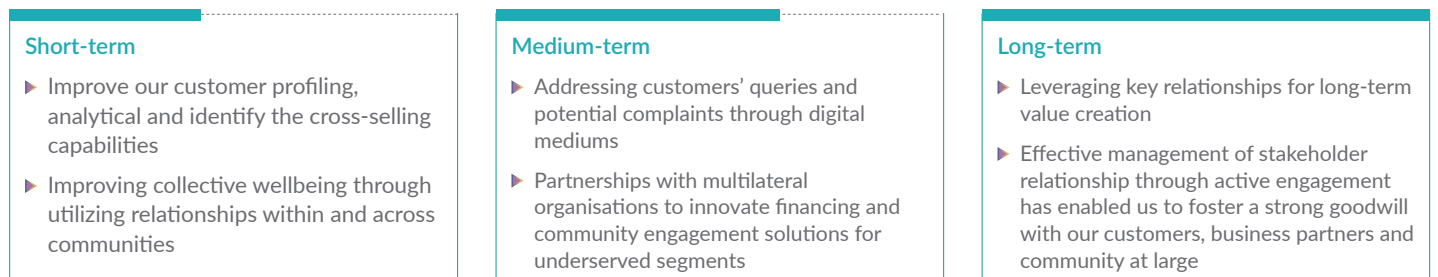 Short-term
Improve our customer profiling,
analytical and identify the cross-selling
capabilities
Improving collective wellbeing through
utilizing relationships within and across
communities
Medium-term
Addressing customers' queries and
potential complaints through digital
mediums
Partnerships with multilateral
organisations to innovate financing and
community engagement solutions for
underserved segments
Long-term
Leveraging key relationships for long-term
value creation
Effective management of stakeholder
relationship through active engagement
has enabled us to foster a strong goodwill
with our customers, business partners and
community at large